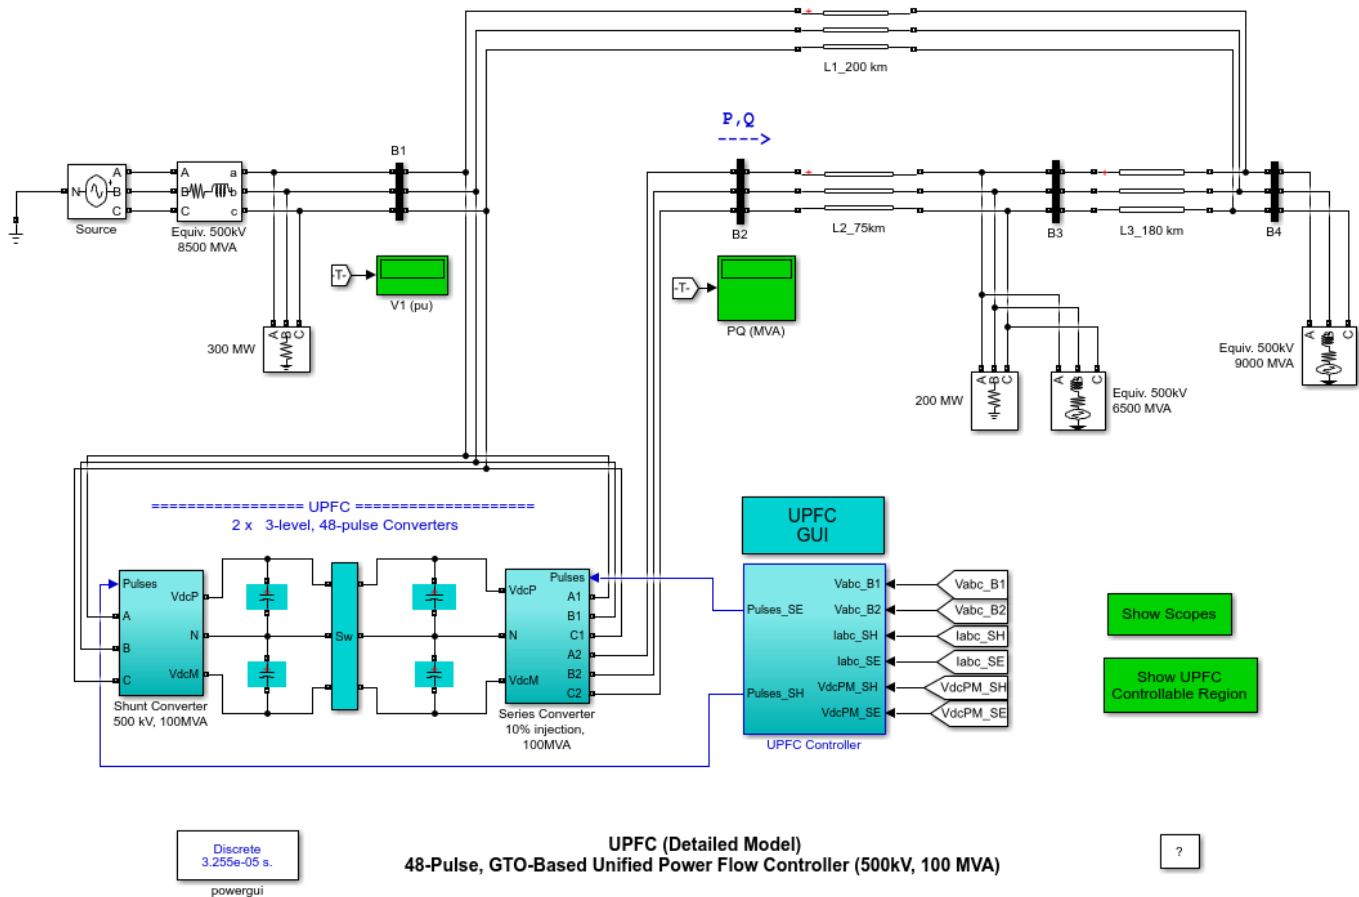 L1_200 km
P,Q
---->
B1
N
A
B
C
A
B
C
a
b
c
Source
Equiv. 500kV
8500 MVA
B2
L2_75km
B3
L3_180 km
B4
-T-
V1 (pu)
-T-
PQ (MVA)
A
B
C
300 MW
A
B
C
200 MW
A
B
C
Equiv. 500kV
6500 MVA
A
B
C
Equiv. 500kV
9000 MVA
================= UPFC ====================
2 x 3-level, 48-pulse Converters
Pulses
A
B
C
VdcP
N
VdcM
Shunt Converter
500 kV, 100MVA
Sw
VdcP
N
VdcM
Pulses
A1
B1
C1
A2
B2
C2
Series Converter
10% injection,
100MVA
UPFC
GUI
Pulses_SE
Pulses_SH
Vabc_B1
Vabc_B2
Iabc_SH
Iabc_SE
VdcPM_SH
VdcPM_SE
UPFC Controller
Vabc_B1
Vabc_B2
Iabc_SH
Iabc_SE
VdcPM_SH
VdcPM_SE
Show Scopes
Show UPFC
Controllable Region
Discrete
3.255e-05 s.
powergui
UPFC (Detailed Model)
48-Pulse, GTO-Based Unified Power Flow Controller (500kV, 100 MVA)
?